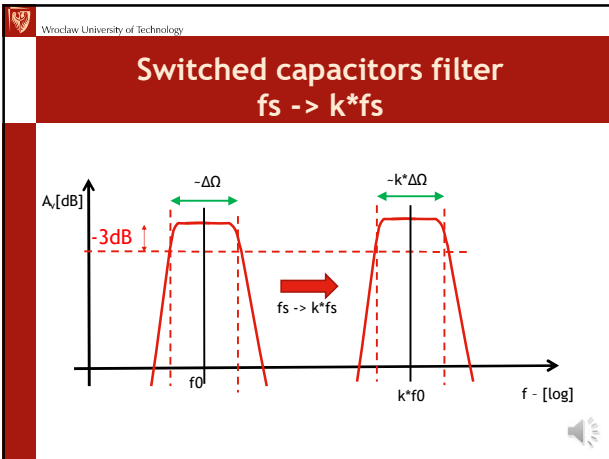 Wroclaw University of Technology
Switched capacitors filter
fs -> k*fs
~ΔΩ
~k*ΔΩ
Av[dB]
-3dB
fs -> k*fs
f0
k*f0
f - [log]